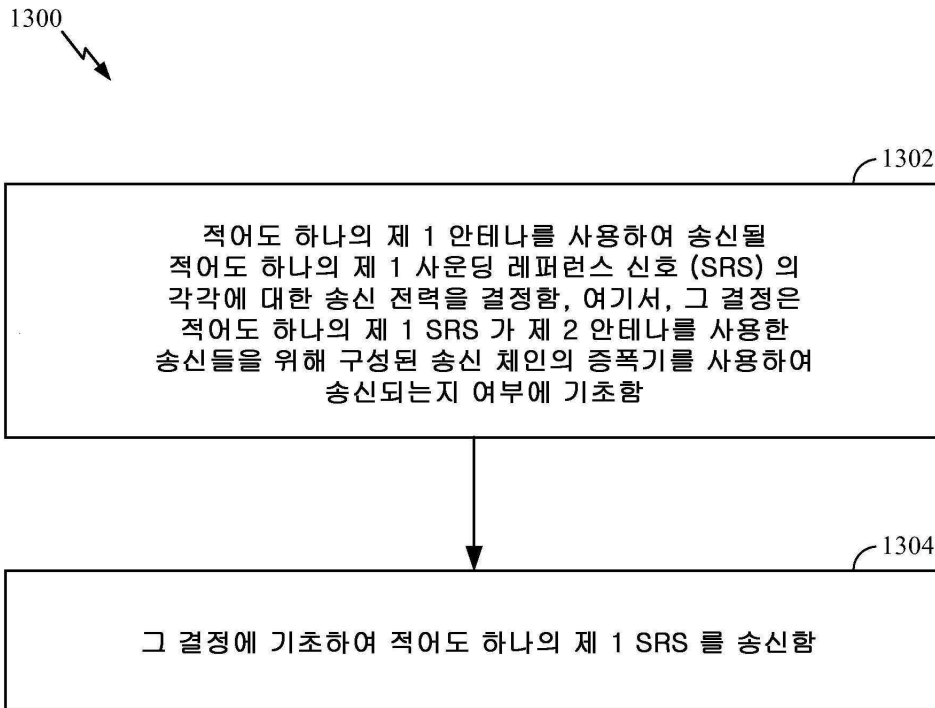 1300
1302
적어도 하나의 제 1 안테나를 사용하여 송신될
적어도 하나의 제 1 사운딩 레퍼런스 신호 (SRS) 의
각각에 대한 송신 전력을 결정함, 여기서, 그 결정은
적어도 하나의 제 1 SRS 가 제 2 안테나를 사용한
송신들을 위해 구성된 송신 체인의 증폭기를 사용하여
송신되는지 여부에 기초함
1304
그 결정에 기초하여 적어도 하나의 제 1 SRS 를 송신함